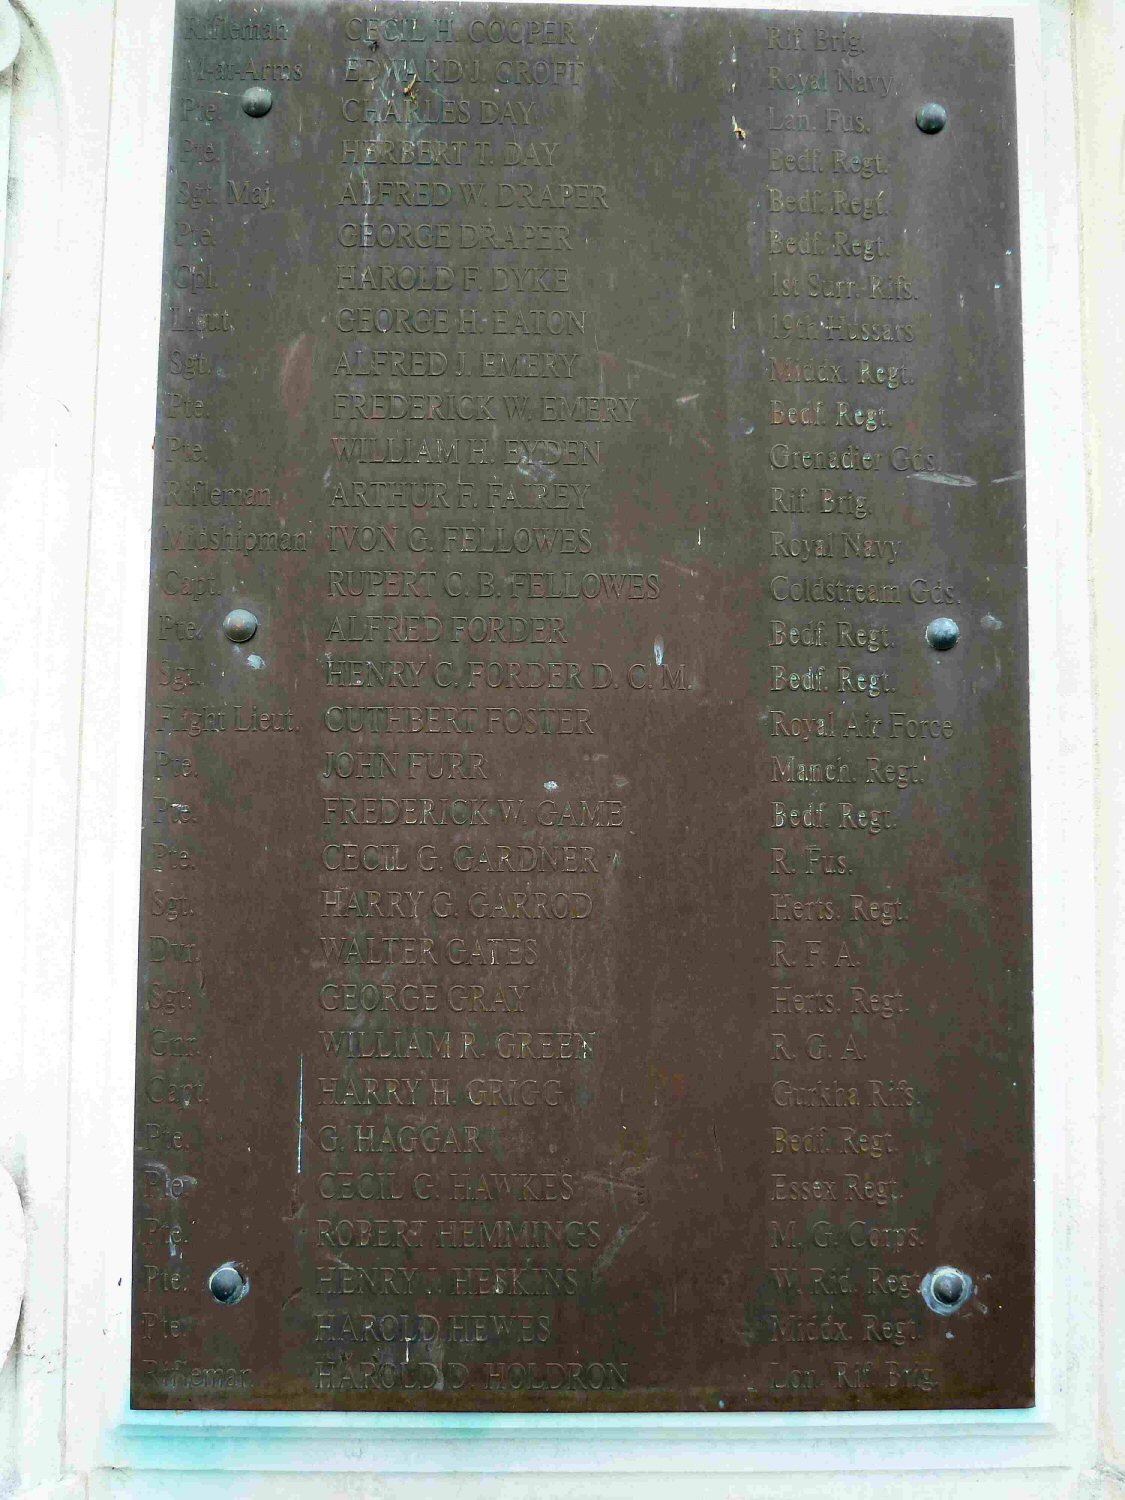 Rifleman CECIL H. COOPER Rif. Brig.
M-at-Arms EDWARD J. CROFT Royal Navy
Pte. CHARLES DAY Lan. Fus.
Pte. HERBERT T. DAY Bedf. Regt.
Sgt. Maj. ALFRED W. DRAPER Bedf. Regt.
Pte. GEORGE DRAPER Bedf. Regt.
Cpl. HAROLD F. DYKE 1st Surr. Rifs.
Lieut. GEORGE H. EATON 19th Hussars
Sgt. ALFRED J. EMERY Middx. Regt.
Pte. FREDERICK W. EMERY Bedf. Regt.
Pte. WILLIAM H. EYDEN Grenadier Gds.
Rifleman ARTHUR F. FAIREY Rif. Brig.
Midshipman IVON G. FELLOWES Royal Navy
Capt. RUPERT C. B. FELLOWES Coldstream Gds.
Pte. ALFRED FORDER Bedf. Regt.
Sgt. HENRY C. FORDER D. C. M. Bedf. Regt.
Flight Lieut. CUTHBERT FOSTER Royal Air Force
Pte. JOHN FURR Manch. Regt.
Pte. FREDERICK W. GAME Bedf. Regt.
Pte. CECIL G. GARDNER R. Fus.
Sgt. HARRY G. GARROD Herts. Regt.
Dvr. WALTER GATES R. F. A.
Sgt. GEORGE GRAY Herts. Regt.
Gnr. WILLIAM R. GREEN R. G. A.
Capt. HARRY H. GRIGG Gurkha Rifs.
Pte. G. HAGGAR Bedf. Regt.
Pte. CECIL G. HAWKES Essex Regt.
Pte. ROBERT HEMMINGS M. G. Corps.
Pte. HENRY J. HESKINS W. Rid. Regt.
Pte. HAROLD HEWES Middx. Regt.
Rifleman HAROLD D. HOLDRON Lon. Rif. Brig.